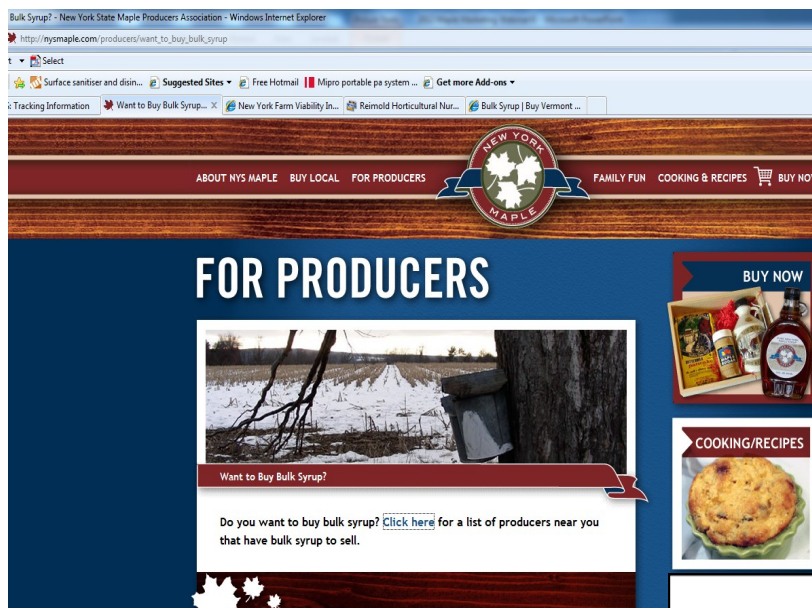 Bulk Syrup? - New York State Maple Producers Association - Windows Internet Explorer
http://nysmaple.com/producers/want_to_buy_bulk_syrup
t Select
Surface sanitiser and disin... Suggested Sites Free Hotmail Mipro portable pa system ... Get more Add-ons
: Tracking Information Want to Buy Bulk Syrup... X New York Farm Viability In... Reimold Horticultural Nur... Bulk Syrup | Buy Vermont ...
NEW YORK
MAPLE
ABOUT NYS MAPLE BUY LOCAL FOR PRODUCERS FAMILY FUN COOKING & RECIPES BUY NO
FOR PRODUCERS
BUY NOW
COOKING/RECIPES
Want to Buy Bulk Syrup?
Do you want to buy bulk syrup? Click here for a list of producers near you
that have bulk syrup to sell.